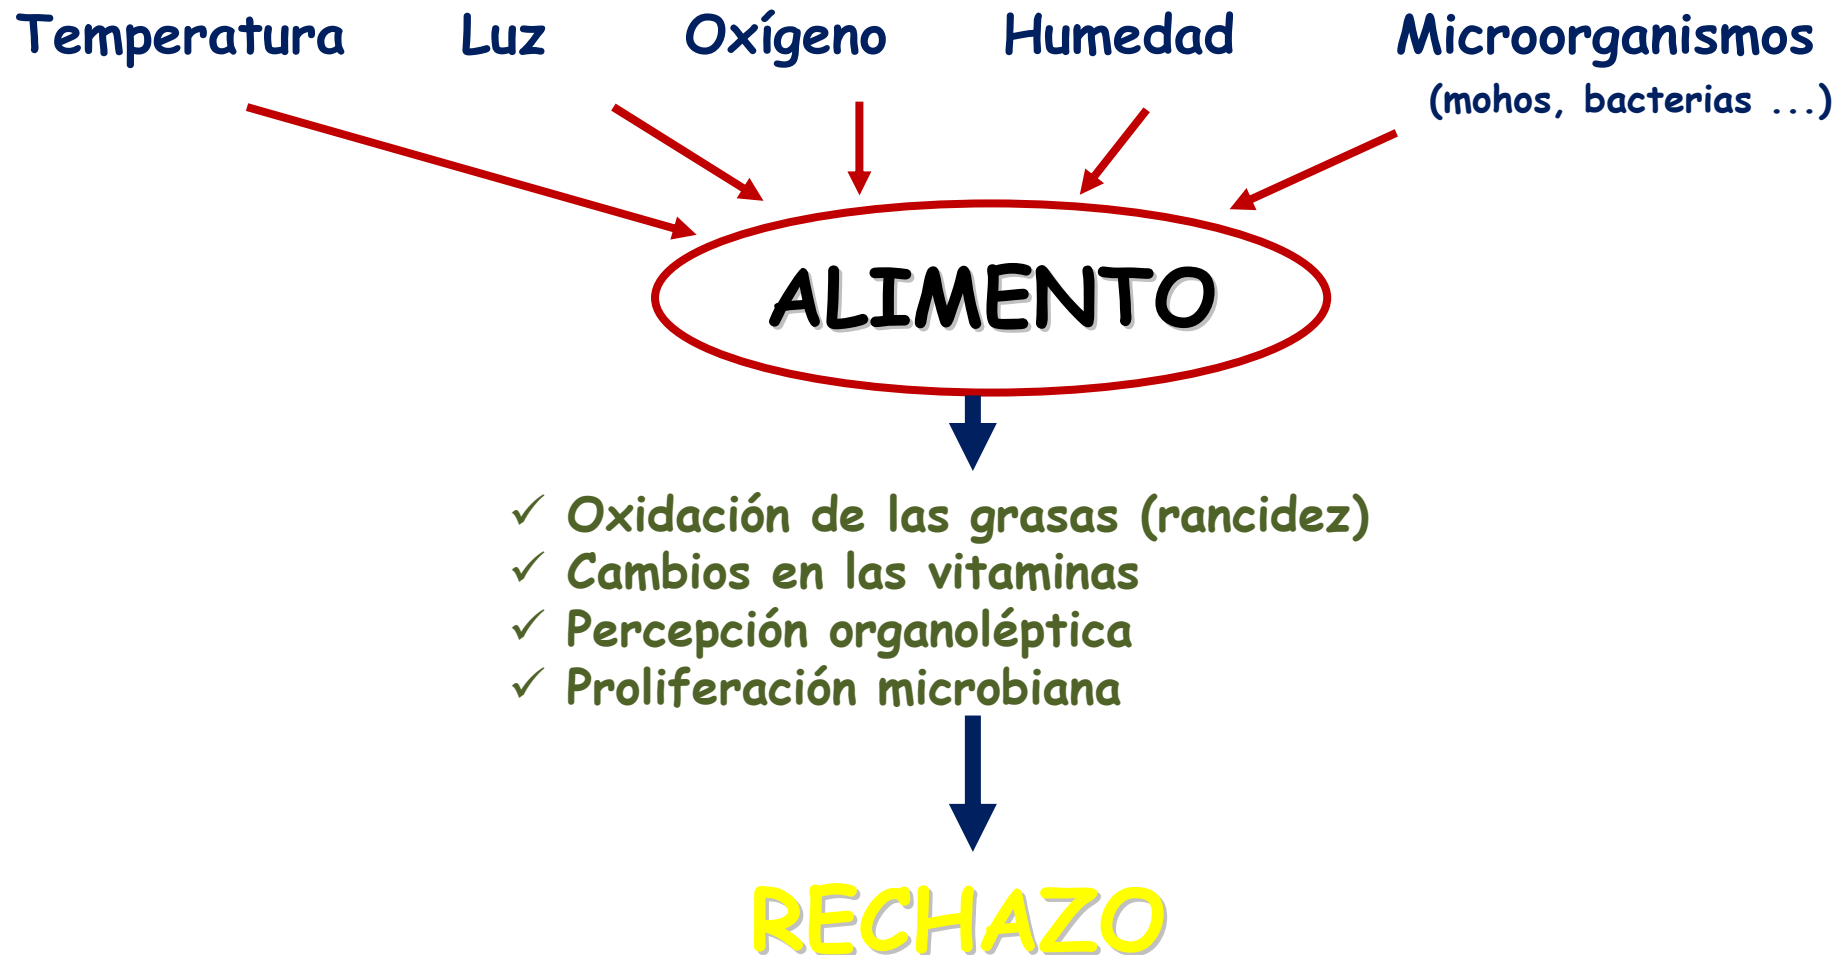 Temperatura Luz Oxígeno Humedad Microorganismos
(mohos, bacterias ...)
ALIMENTO
✓ Oxidación de las grasas (rancidez)
✓ Cambios en las vitaminas
✓ Percepción organoléptica
✓ Proliferación microbiana
RECHAZO